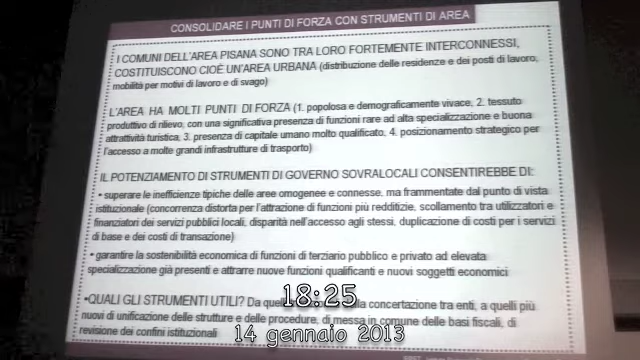 CONSOLIDARE I PUNTI DI FORZA CON STRUMENTI DI AREA
I COMUNI DELL'AREA PISANA SONO TRA LORO FORTEMENTE INTERCONNESSI,
COSTITUISCONO CIOÈ UN'AREA URBANA (distribuzione delle residenze e dei posti di lavoro,
mobilità per motivi di lavoro e di svago)
L'AREA HA MOLTI PUNTI DI FORZA (1. popolosa e demograficamente vivace, 2. tessuto
produttivo di rilievo, con una significativa presenza di funzioni rare ad alta specializzazione e buona
attrattività turistica, 3. presenza di capitale umano molto qualificato, 4. posizionamento strategico per
l'accesso a molte grandi infrastrutture di trasporto)
IL POTENZIAMENTO DI STRUMENTI DI GOVERNO SOVRALOCALI CONSENTIREBBE DI:
• superare le inefficienze tipiche delle aree omogenee e connesse, ma frammentate dal punto di vista
istituzionale (concorrenza distorta per l'attrazione di funzioni più redditizie, scollamento tra utilizzatori e
finanziatori dei servizi pubblici locali, disparità nell'accesso agli stessi, duplicazione di costi per i servizi
di base e dei costi di transazione)
• garantire la sostenibilità economica di funzioni di terziario pubblico e privato ad elevata
specializzazione già presenti e attrarre nuove funzioni qualificanti e nuovi soggetti economici
•QUALI GLI STRUMENTI UTILI? Da la concertazione tra enti, a quelli più
18:25
nuovi di unificazione delle strutture e delle procedure, di messa in comune delle basi fiscali, di
revisione dei confini istituzionali
14 gennaio 2013